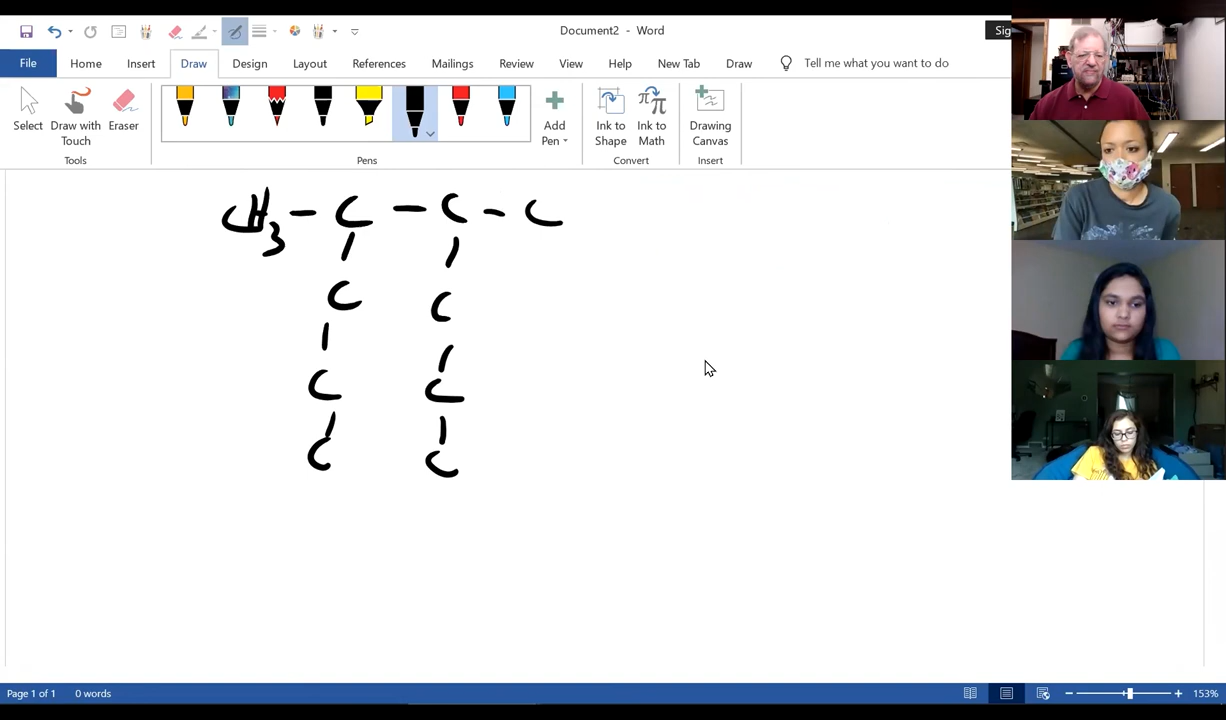 Document2 - Word
Sig
File Home Insert Draw Design Layout References Mailings Review View Help New Tab Draw Tell me what you want to do
Select Draw with Touch Eraser Add Pen Ink to Shape Ink to Math Drawing Canvas
Tools Pens Convert Insert
CH3 - C - C - C
| |
C C
| |
C C
| |
C C
Page 1 of 1 0 words 153%